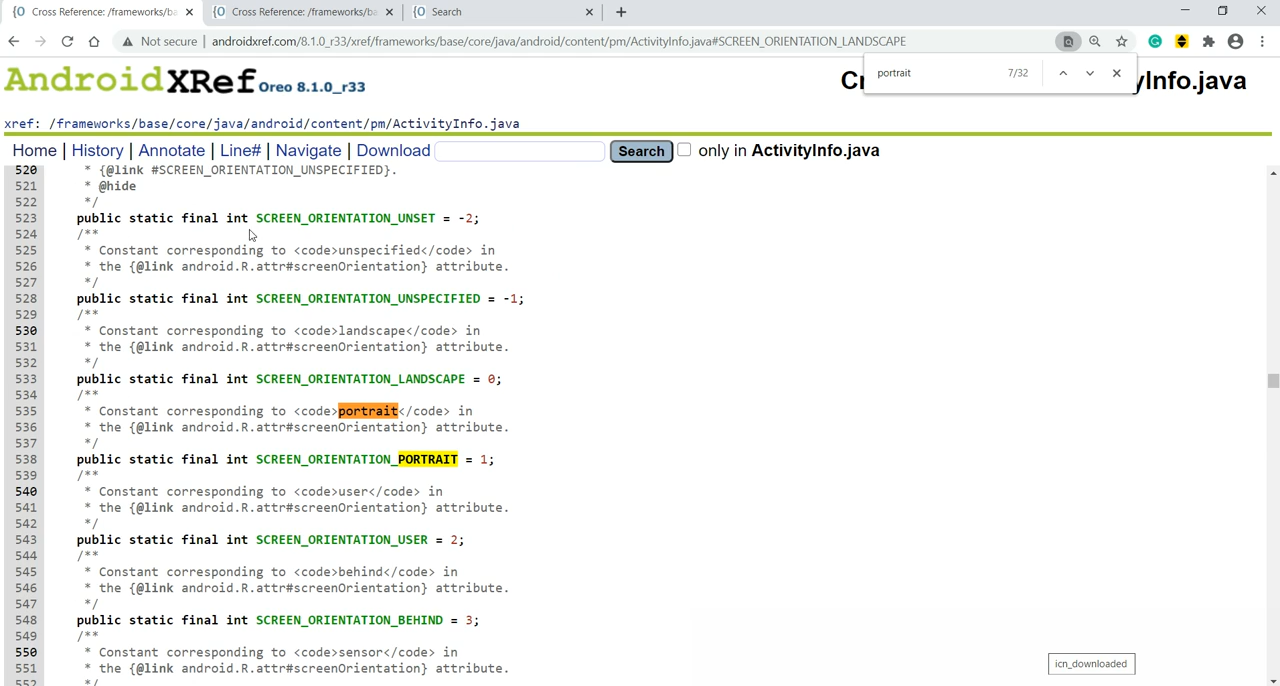 Cross Reference: /frameworks/ba
Cross Reference: /frameworks/ba
Search
Not secure | androidxref.com/8.1.0_r33/xref/frameworks/base/core/java/android/content/pm/ActivityInfo.java#SCREEN_ORIENTATION_LANDSCAPE
portrait 7/32
AndroidXRef Oreo 8.1.0_r33
Cr yInfo.java
xref: /frameworks/base/core/java/android/content/pm/ActivityInfo.java
Home | History | Annotate | Line# | Navigate | Download Search only in ActivityInfo.java
520 * {@link #SCREEN_ORIENTATION_UNSPECIFIED}.
521 * @hide
522 */
523 public static final int SCREEN_ORIENTATION_UNSET = -2;
524 /**
525 * Constant corresponding to <code>unspecified</code> in
526 * the {@link android.R.attr#screenOrientation} attribute.
527 */
528 public static final int SCREEN_ORIENTATION_UNSPECIFIED = -1;
529 /**
530 * Constant corresponding to <code>landscape</code> in
531 * the {@link android.R.attr#screenOrientation} attribute.
532 */
533 public static final int SCREEN_ORIENTATION_LANDSCAPE = 0;
534 /**
535 * Constant corresponding to <code>portrait</code> in
536 * the {@link android.R.attr#screenOrientation} attribute.
537 */
538 public static final int SCREEN_ORIENTATION_PORTRAIT = 1;
539 /**
540 * Constant corresponding to <code>user</code> in
541 * the {@link android.R.attr#screenOrientation} attribute.
542 */
543 public static final int SCREEN_ORIENTATION_USER = 2;
544 /**
545 * Constant corresponding to <code>behind</code> in
546 * the {@link android.R.attr#screenOrientation} attribute.
547 */
548 public static final int SCREEN_ORIENTATION_BEHIND = 3;
549 /**
550 * Constant corresponding to <code>sensor</code> in
551 * the {@link android.R.attr#screenOrientation} attribute.
552 */
icn_downloaded